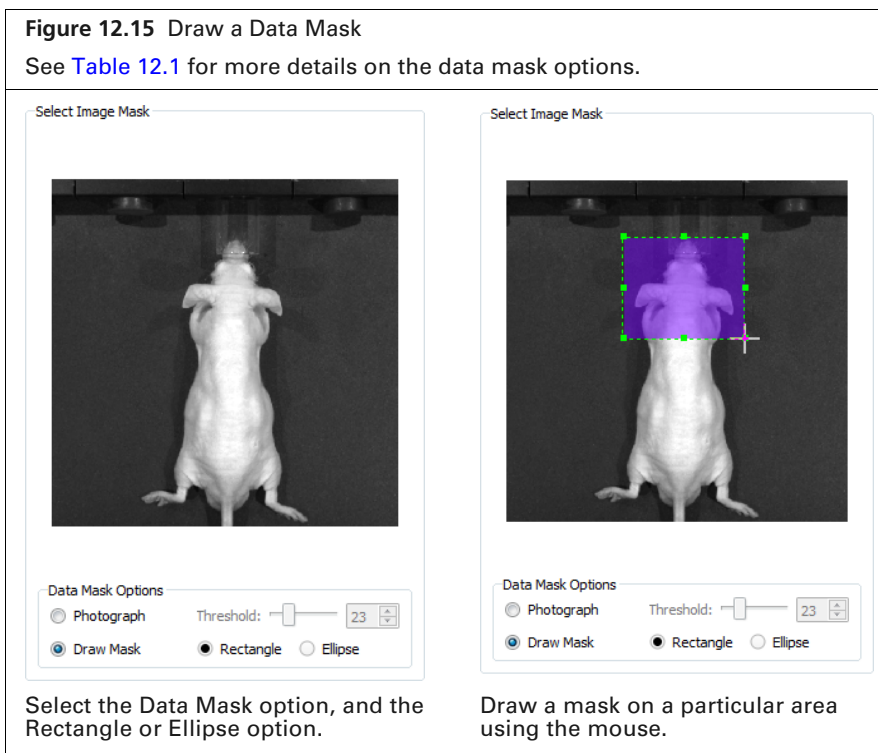 Figure 12.15 Draw a Data Mask
See Table 12.1 for more details on the data mask options.
Select Image Mask
Data Mask Options
Photograph Threshold: 23
Draw Mask Rectangle Ellipse
Select the Data Mask option, and the
Rectangle or Ellipse option.
Select Image Mask
Data Mask Options
Photograph Threshold: 23
Draw Mask Rectangle Ellipse
Draw a mask on a particular area
using the mouse.